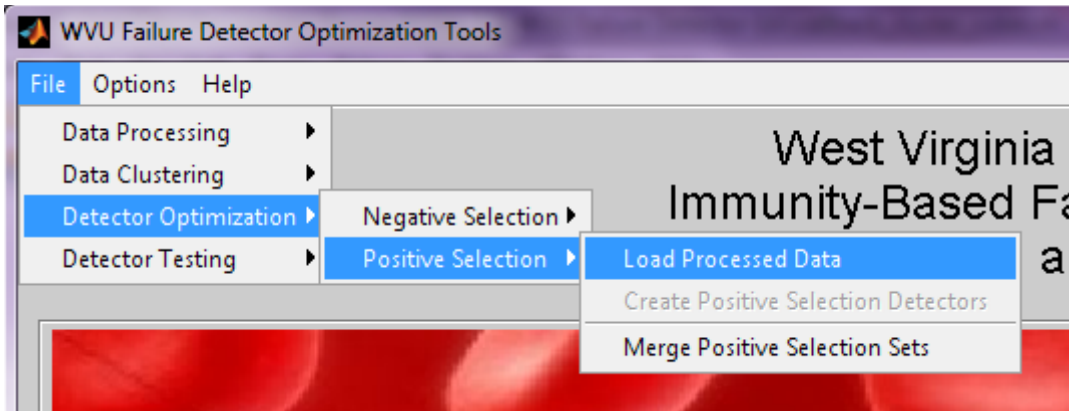 WVU Failure Detector Optimization Tools
File Options Help
Data Processing
Data Clustering
Detector Optimization
Detector Testing
Negative Selection
Positive Selection
Load Processed Data
Create Positive Selection Detectors
Merge Positive Selection Sets
West Virginia
Immunity-Based Fa
a